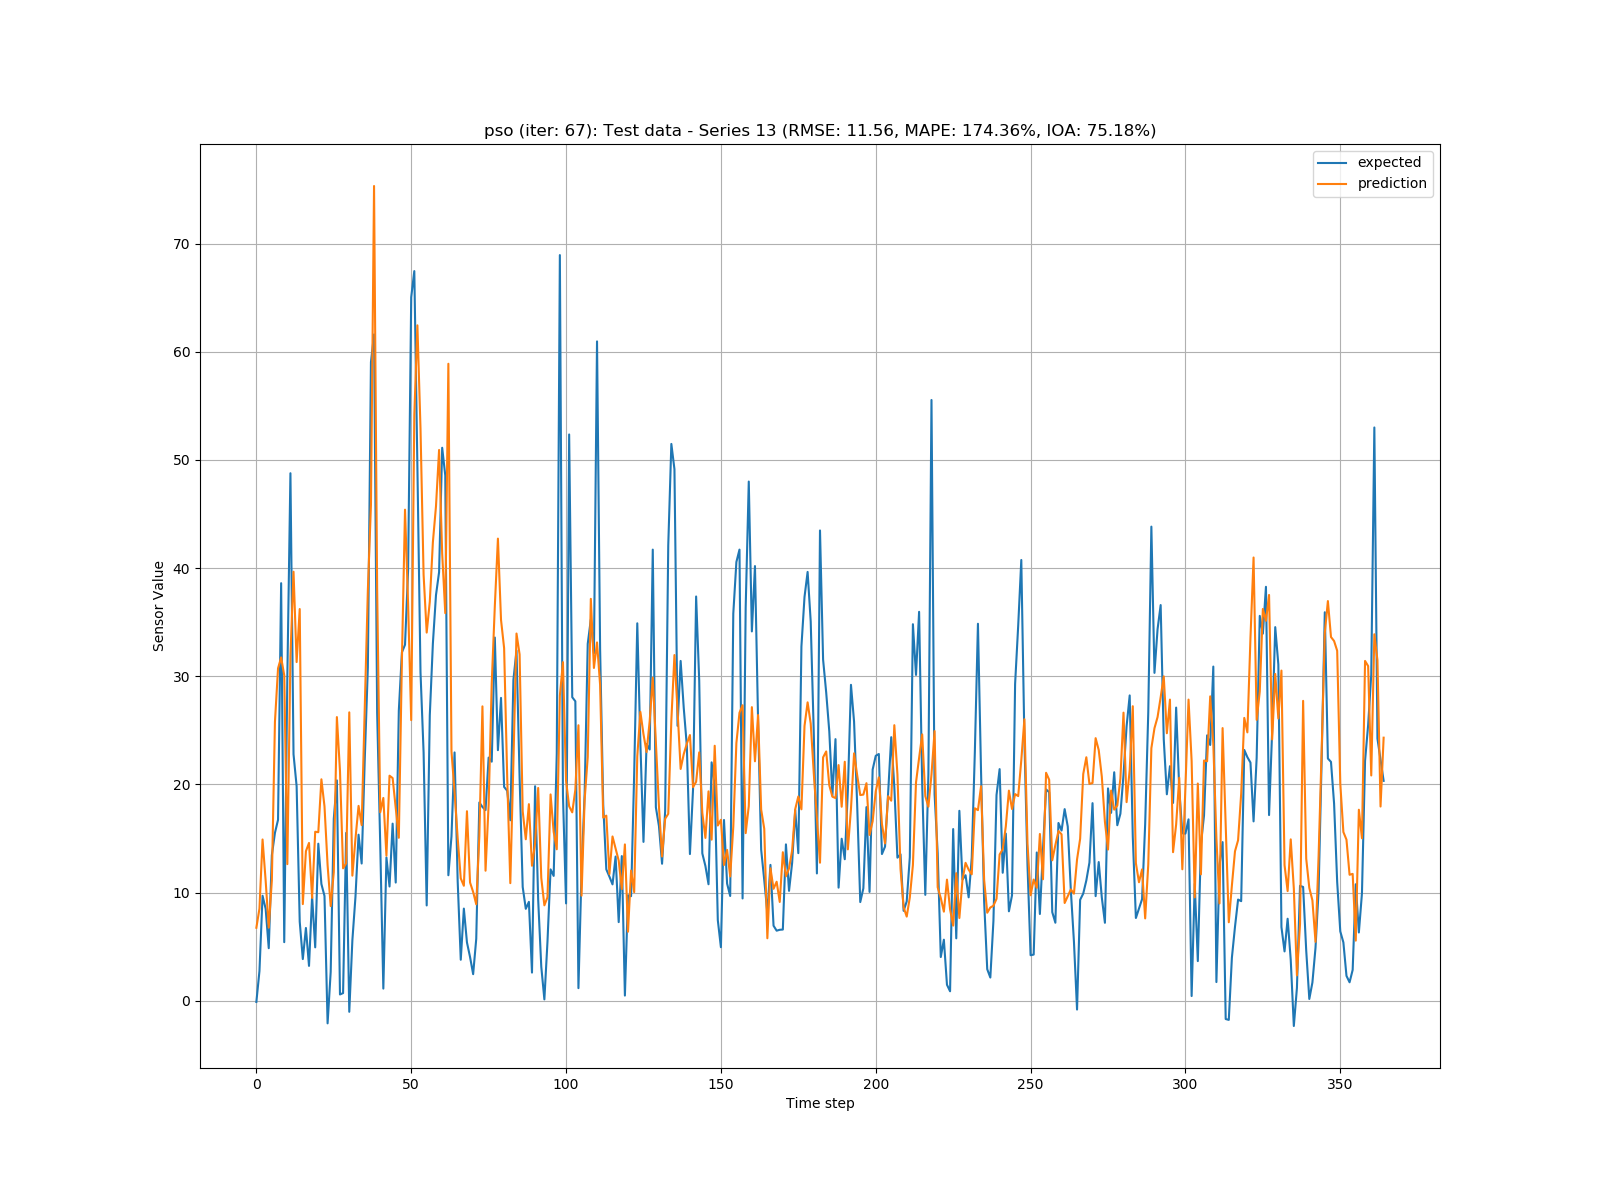 pso (iter: 67): Test data - Series 13 (RMSE: 11.56, MAPE: 174.36%, IOA: 75.18%)
expected
prediction
70
60
50
40
30
20
10
0
Sensor Value
0 50 100 150 200 250 300 350
Time step